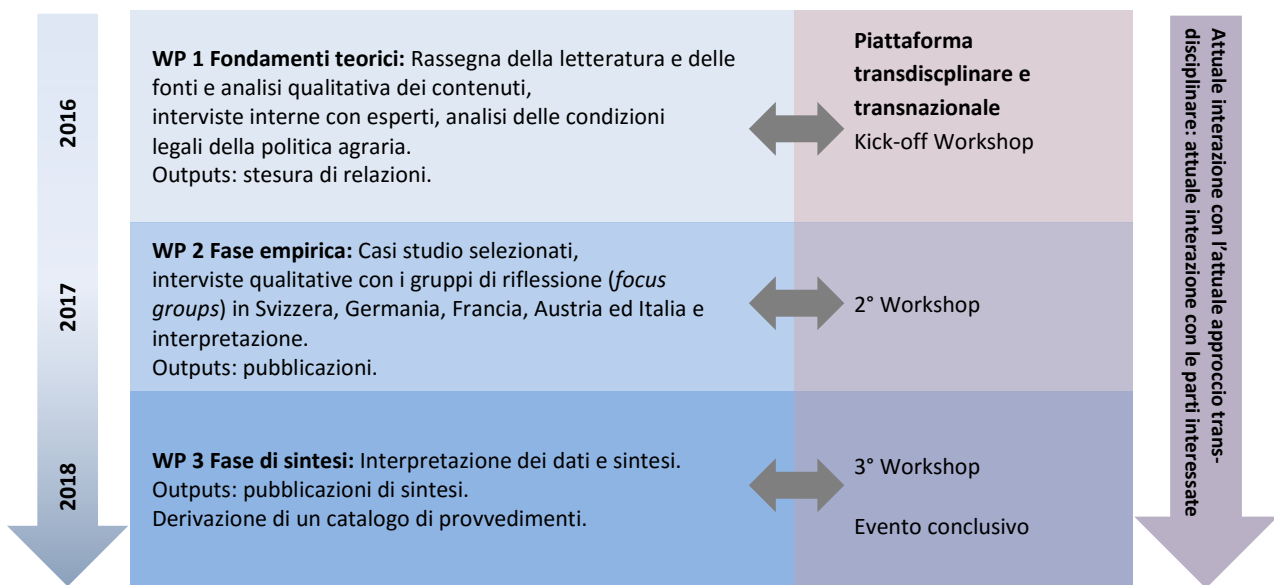 2016
WP 1 Fondamenti teorici: Rassegna della letteratura e delle
fonti e analisi qualitativa dei contenuti,
interviste interne con esperti, analisi delle condizioni
legali della politica agraria.
Outputs: stesura di relazioni.
Piattaforma
transdiscplinare e
transnazionale
Kick-off Workshop
2017
WP 2 Fase empirica: Casi studio selezionati,
interviste qualitative con i gruppi di riflessione (focus
groups) in Svizzera, Germania, Francia, Austria ed Italia e
interpretazione.
Outputs: pubblicazioni.
2° Workshop
2018
WP 3 Fase di sintesi: Interpretazione dei dati e sintesi.
Outputs: pubblicazioni di sintesi.
Derivazione di un catalogo di provvedimenti.
3° Workshop
Evento conclusivo
Attuale interazione con l'attuale approccio trans-
disciplinare: attuale interazione con le parti interessate